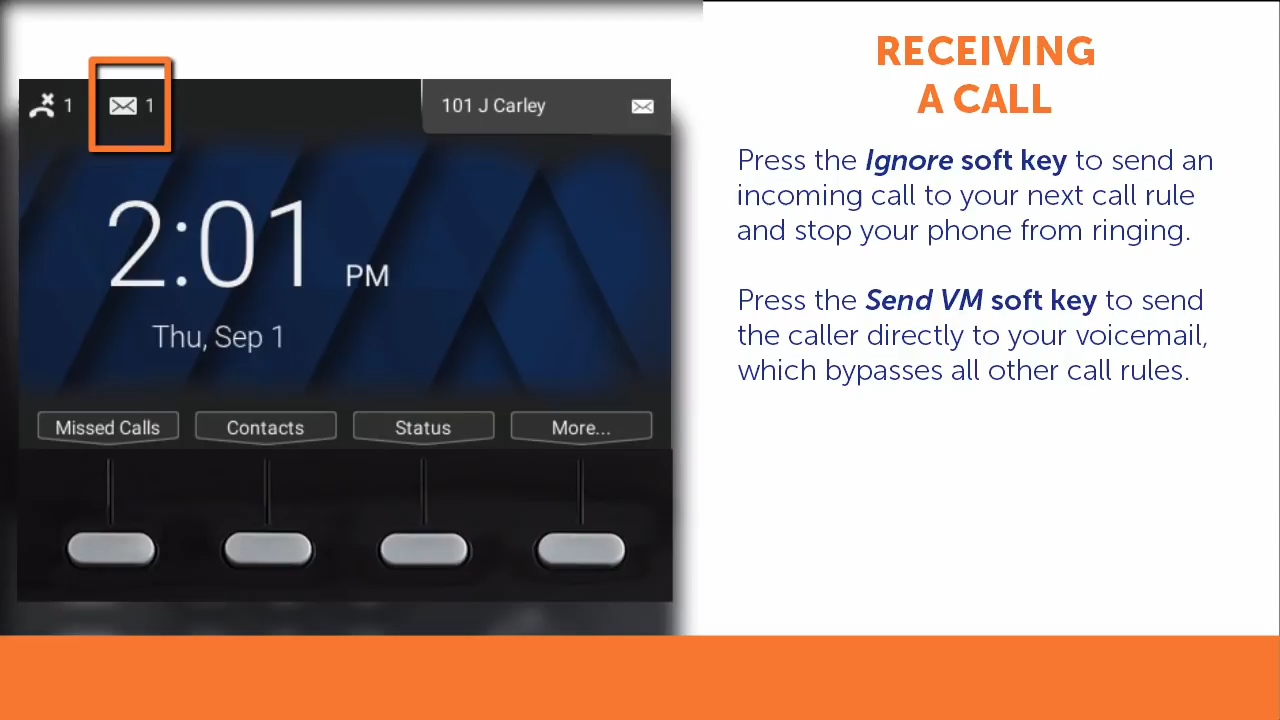 1
1
101 J Carley
2:01 PM
Thu, Sep 1
Missed Calls
Contacts
Status
More...
RECEIVING
A CALL
Press the Ignore soft key to send an
incoming call to your next call rule
and stop your phone from ringing.
Press the Send VM soft key to send
the caller directly to your voicemail,
which bypasses all other call rules.